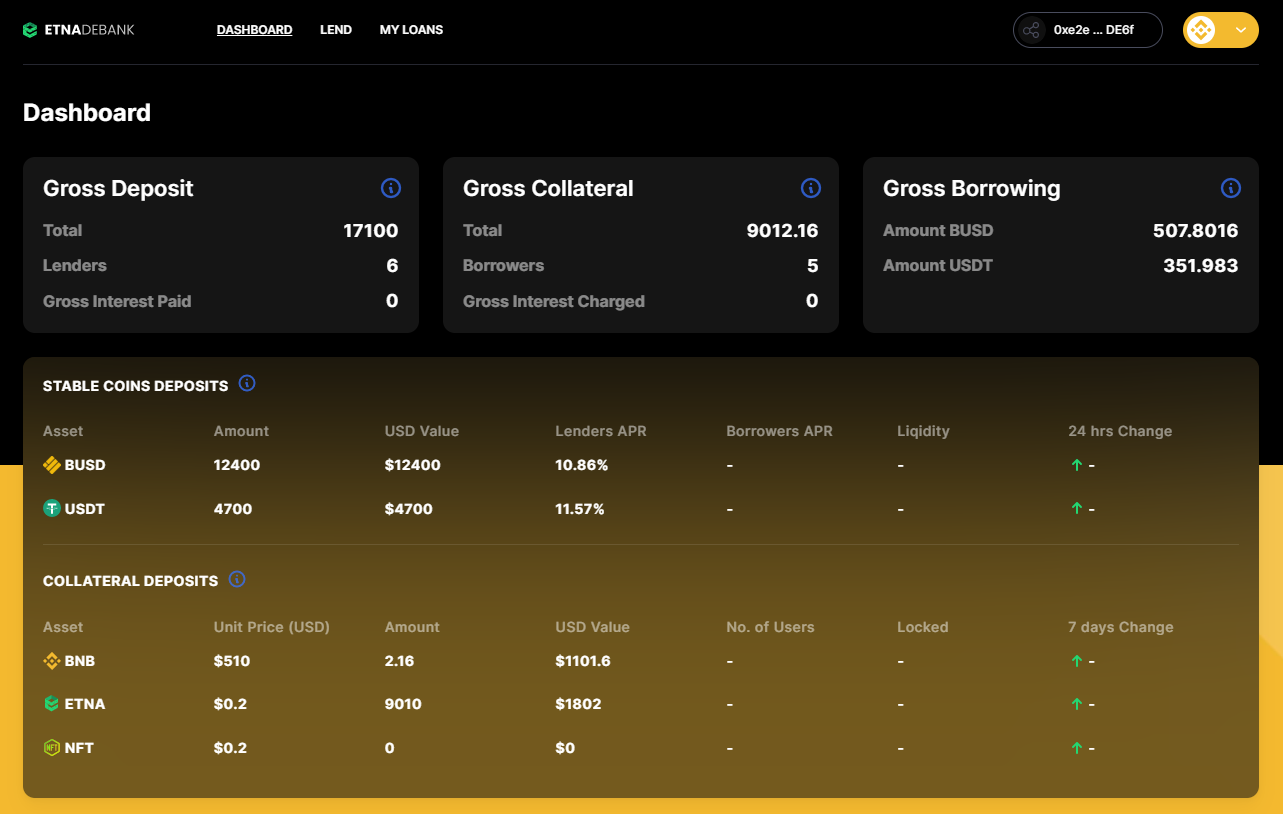 ETNADEBANK DASHBOARD LEND MY LOANS 0xe2e ... DE6f
Dashboard
Gross Deposit
Total 17100
Lenders 6
Gross Interest Paid 0
Gross Collateral
Total 9012.16
Borrowers 5
Gross Interest Charged 0
Gross Borrowing
Amount BUSD 507.8016
Amount USDT 351.983
STABLE COINS DEPOSITS
Asset Amount USD Value Lenders APR Borrowers APR Liqidity 24 hrs Change
BUSD 12400 $12400 10.86% - - -
USDT 4700 $4700 11.57% - - -
COLLATERAL DEPOSITS
Asset Unit Price (USD) Amount USD Value No. of Users Locked 7 days Change
BNB $510 2.16 $1101.6 - - -
ETNA $0.2 9010 $1802 - - -
NFT NFT $0.2 0 $0 - - -